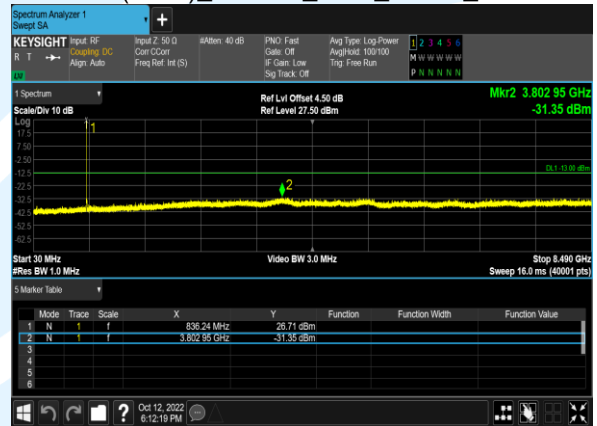 Spectrum Analyzer 1
Swept SA
+
KEYSIGHT Input: RF Input Z: 50 Ω #Atten: 40 dB PNO: Fast Avg Type: Log-Power 1 2 3 4 5 6
R T Coupling: DC Corr CCorr Gate: Off Avg|Hold: 100/100 M W W W W W
Align: Auto Freq Ref: Int (S) IF Gain: Low Trig: Free Run
LU Sig Track: Off P N N N N N
1 Spectrum Ref Lvl Offset 4.50 dB Mkr2 3.802 95 GHz
Scale/Div 10 dB Ref Level 27.50 dBm -31.35 dBm
Log
1
17.5
7.50
-2.50
DL1 -13.00 dBm
-12.5
-22.5
2
-32.5
-42.5
-52.5
-62.5
Start 30 MHz Video BW 3.0 MHz Stop 8.490 GHz
#Res BW 1.0 MHz Sweep 16.0 ms (40001 pts)
5 Marker Table
Mode Trace Scale X Y Function Function Width Function Value
1 N 1 f 836.24 MHz 26.71 dBm
2 N 1 f 3.802 95 GHz -31.35 dBm
3
4
5
6
? Oct 12, 2022
6:12:19 PM